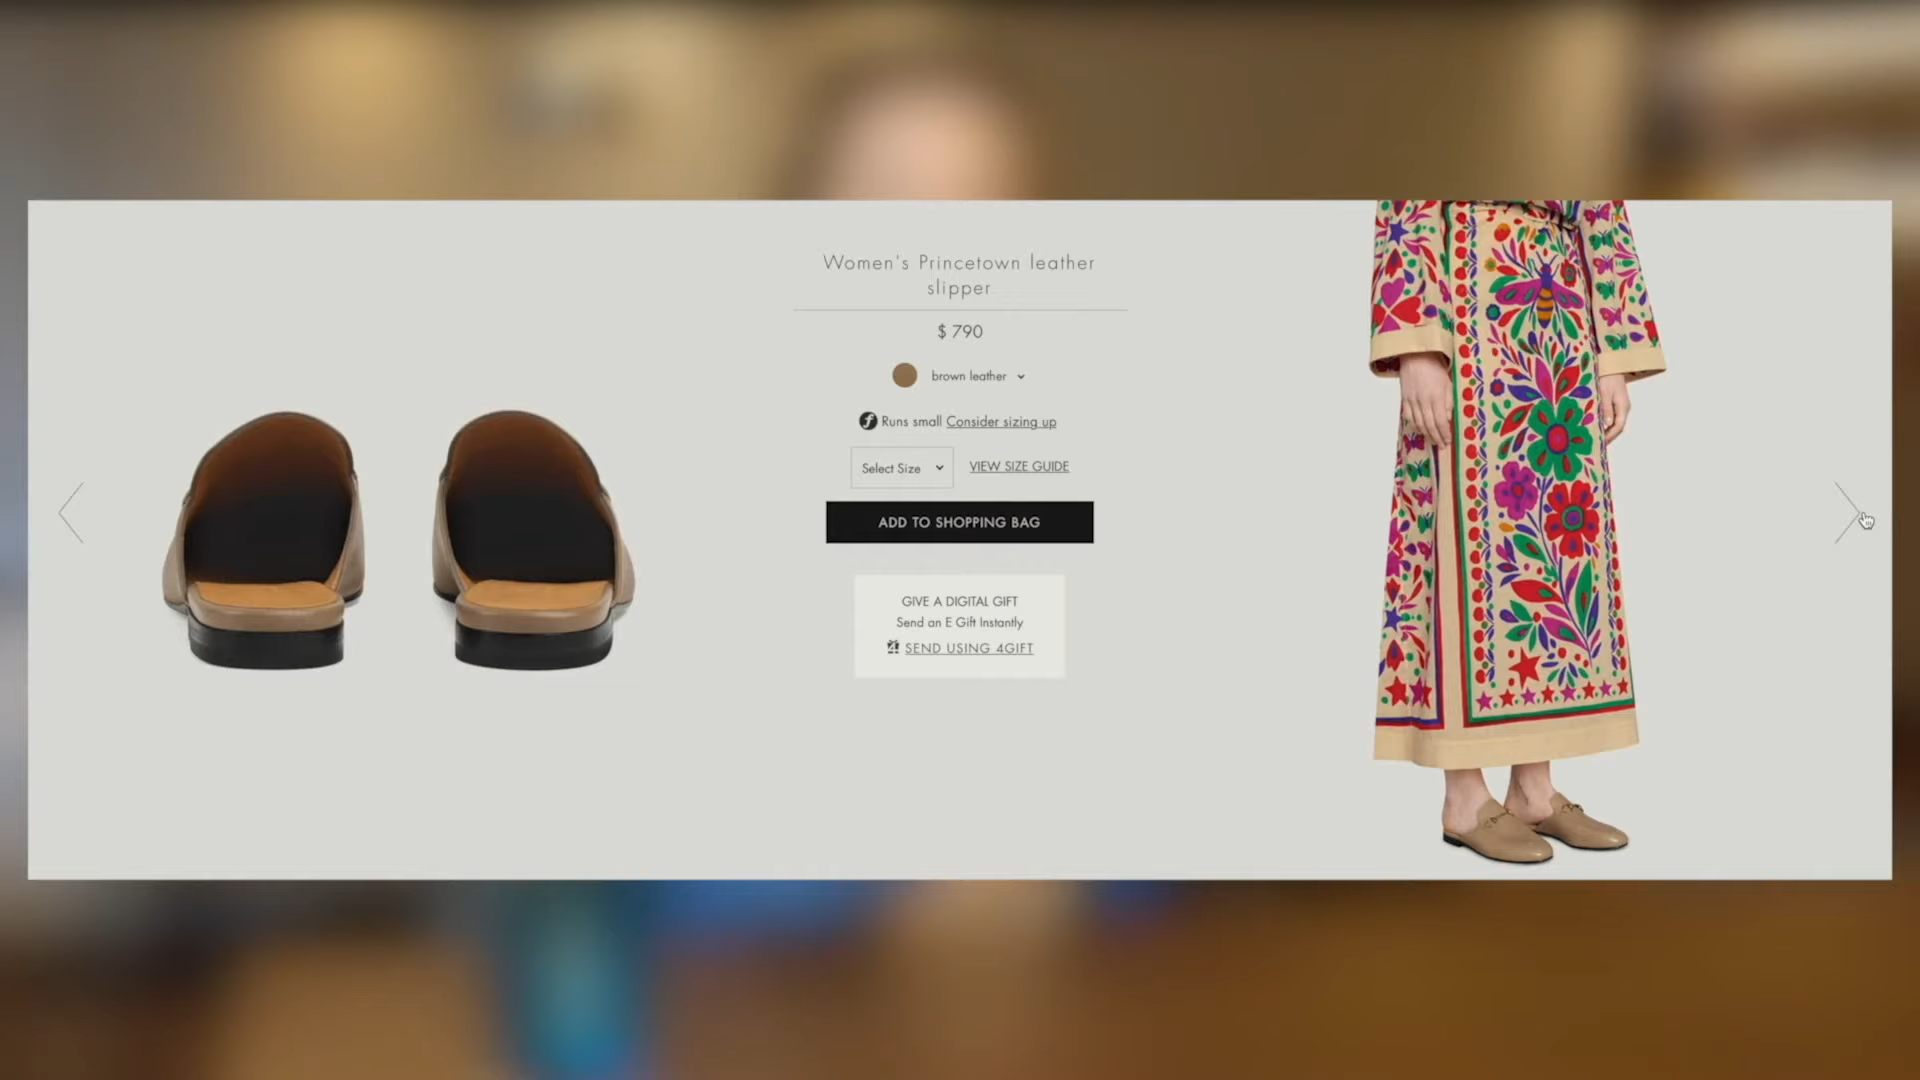 Women's Princetown leather
slipper
$ 790
brown leather
Runs small Consider sizing up
Select Size
VIEW SIZE GUIDE
ADD TO SHOPPING BAG
GIVE A DIGITAL GIFT
Send an E Gift Instantly
SEND USING 4GIFT